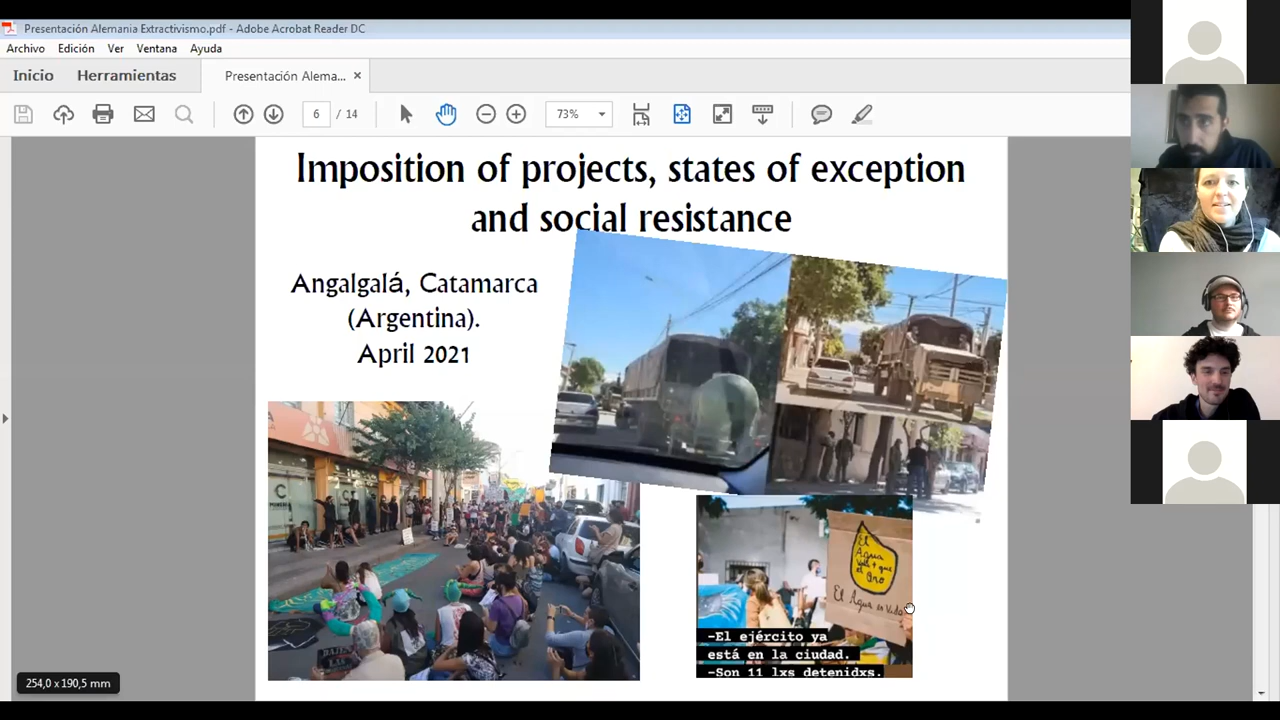 Presentación Alemania Extractivismo.pdf - Adobe Acrobat Reader DC
Archivo Edición Ver Ventana Ayuda
Inicio Herramientas Presentación Alema... ×
6 / 14 73%
Imposition of projects, states of exception
and social resistance
Angalgalá, Catamarca
(Argentina).
April 2021
El
Agua
Vale + que
el Oro
El Agua es Vida
-El ejército ya
está en la ciudad.
-Son 11 lxs detenidxs.
254,0 x 190,5 mm